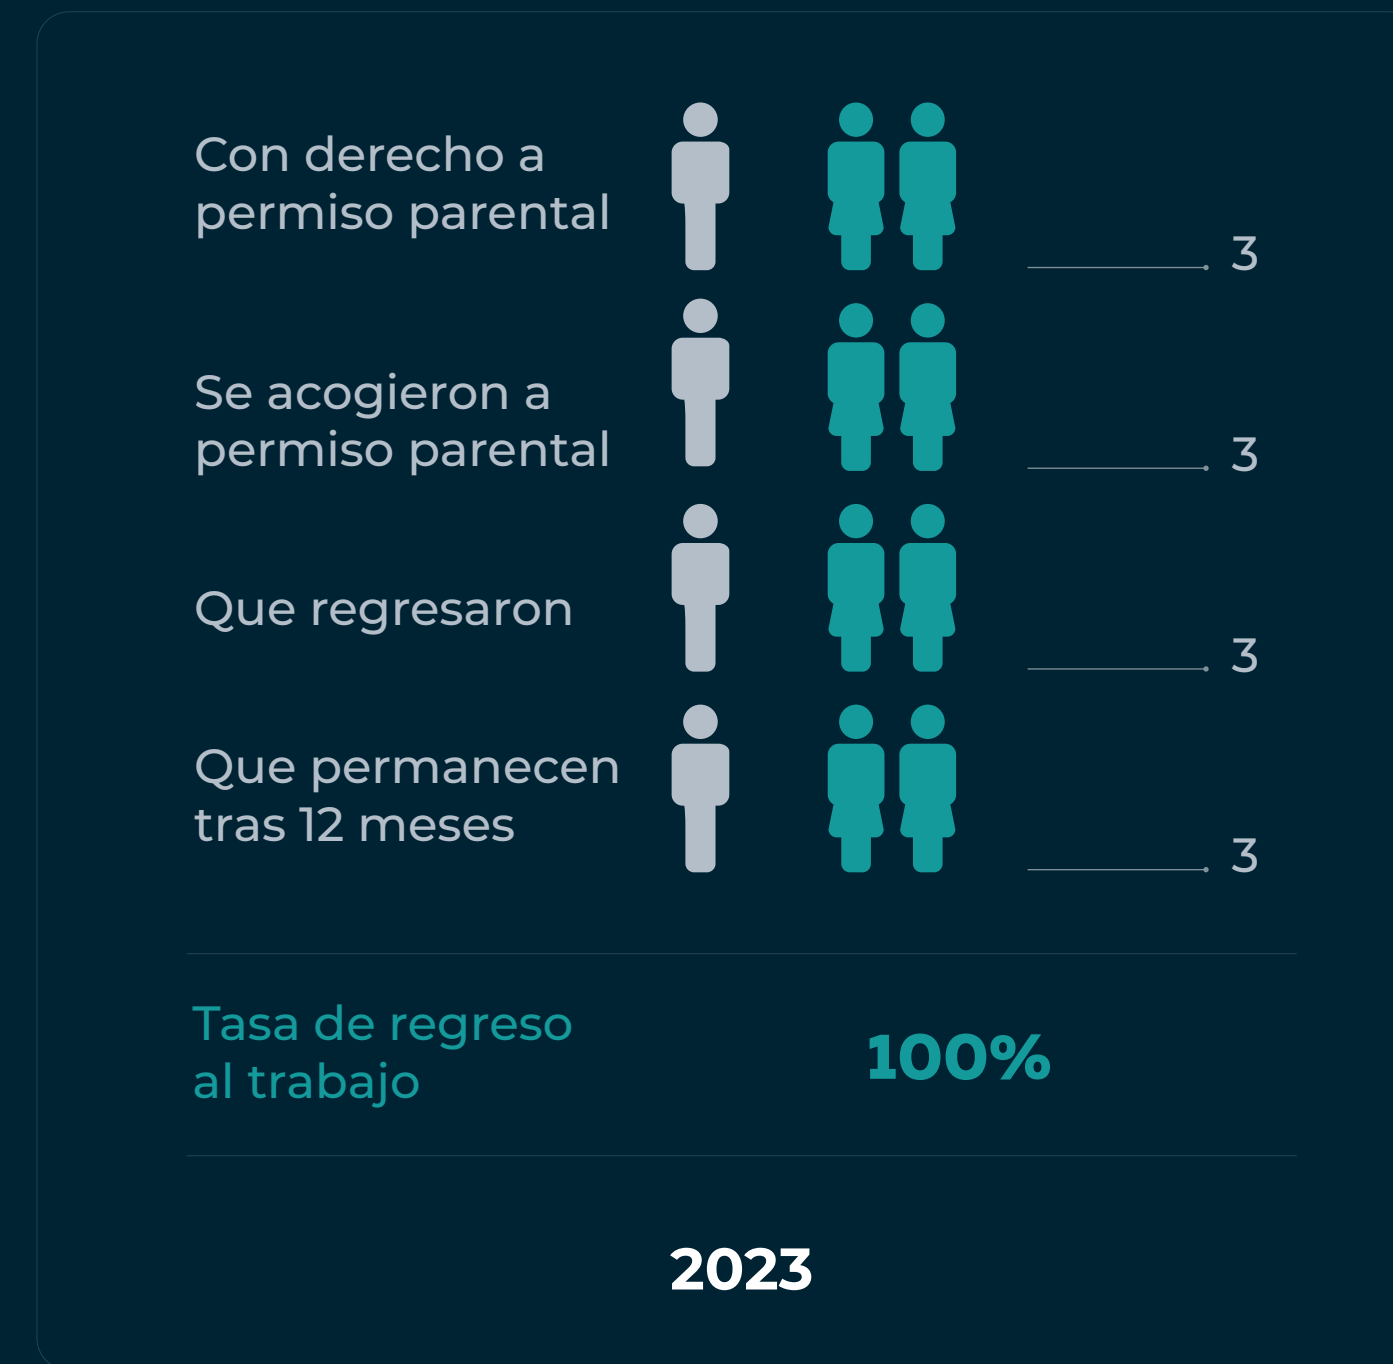 Con derecho a
permiso parental
3
Se acogieron a
permiso parental
3
Que regresaron
3
Que permanecen
tras 12 meses
3
Tasa de regreso
al trabajo
100%
2023